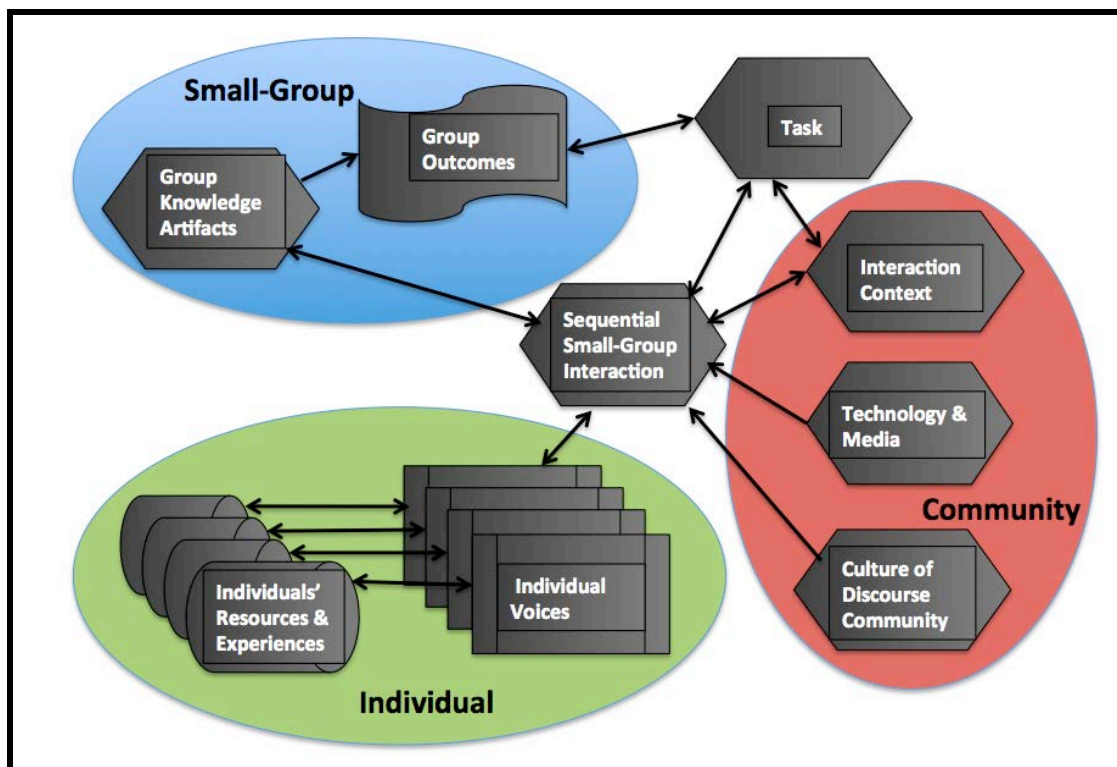 Small-Group
Group
Outcomes
Task
Group
Knowledge
Artifacts
Interaction
Context
Sequential
Small-Group
Interaction
Technology &
Media
Community
Individuals’
Resources &
Experiences
Individual
Voices
Culture of
Discourse
Community
Individual